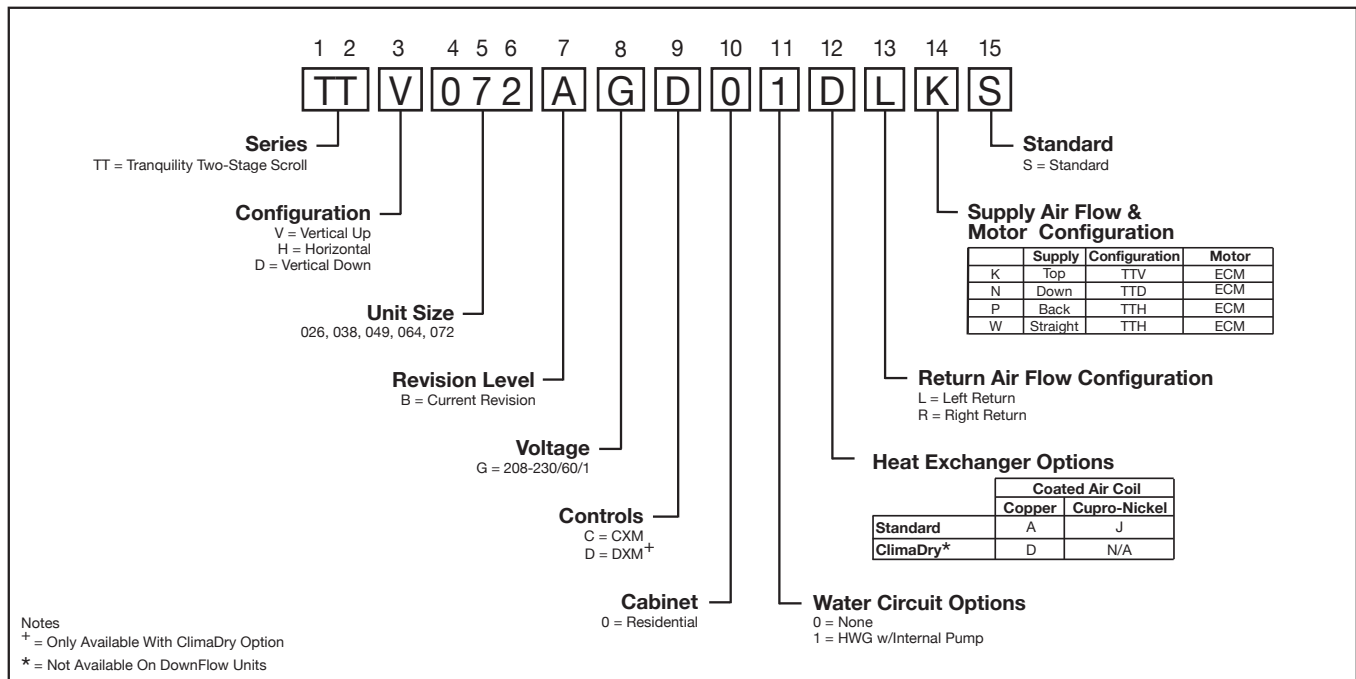 1 2 3 4 5 6 7 8 9 10 11 12 13 14 15
TT V 072 A G D 0 1 D L K S
Series
TT = Tranquility Two-Stage Scroll
Configuration
V = Vertical Up
H = Horizontal
D = Vertical Down
Unit Size
026, 038, 049, 064, 072
Revision Level
B = Current Revision
Voltage
G = 208-230/60/1
Controls
C = CXM
D = DXM+
Cabinet
0 = Residential
Standard
S = Standard
Supply Air Flow &
Motor Configuration
Supply Configuration Motor
K Top TTV ECM
N Down TTD ECM
P Back TTH ECM
W Straight TTH ECM
Return Air Flow Configuration
L = Left Return
R = Right Return
Heat Exchanger Options
Coated Air Coil
Copper Cupro-Nickel
Standard A J
ClimaDry* D N/A
Water Circuit Options
0 = None
1 = HWG w/Internal Pump
Notes
+ = Only Available With ClimaDry Option
* = Not Available On DownFlow Units